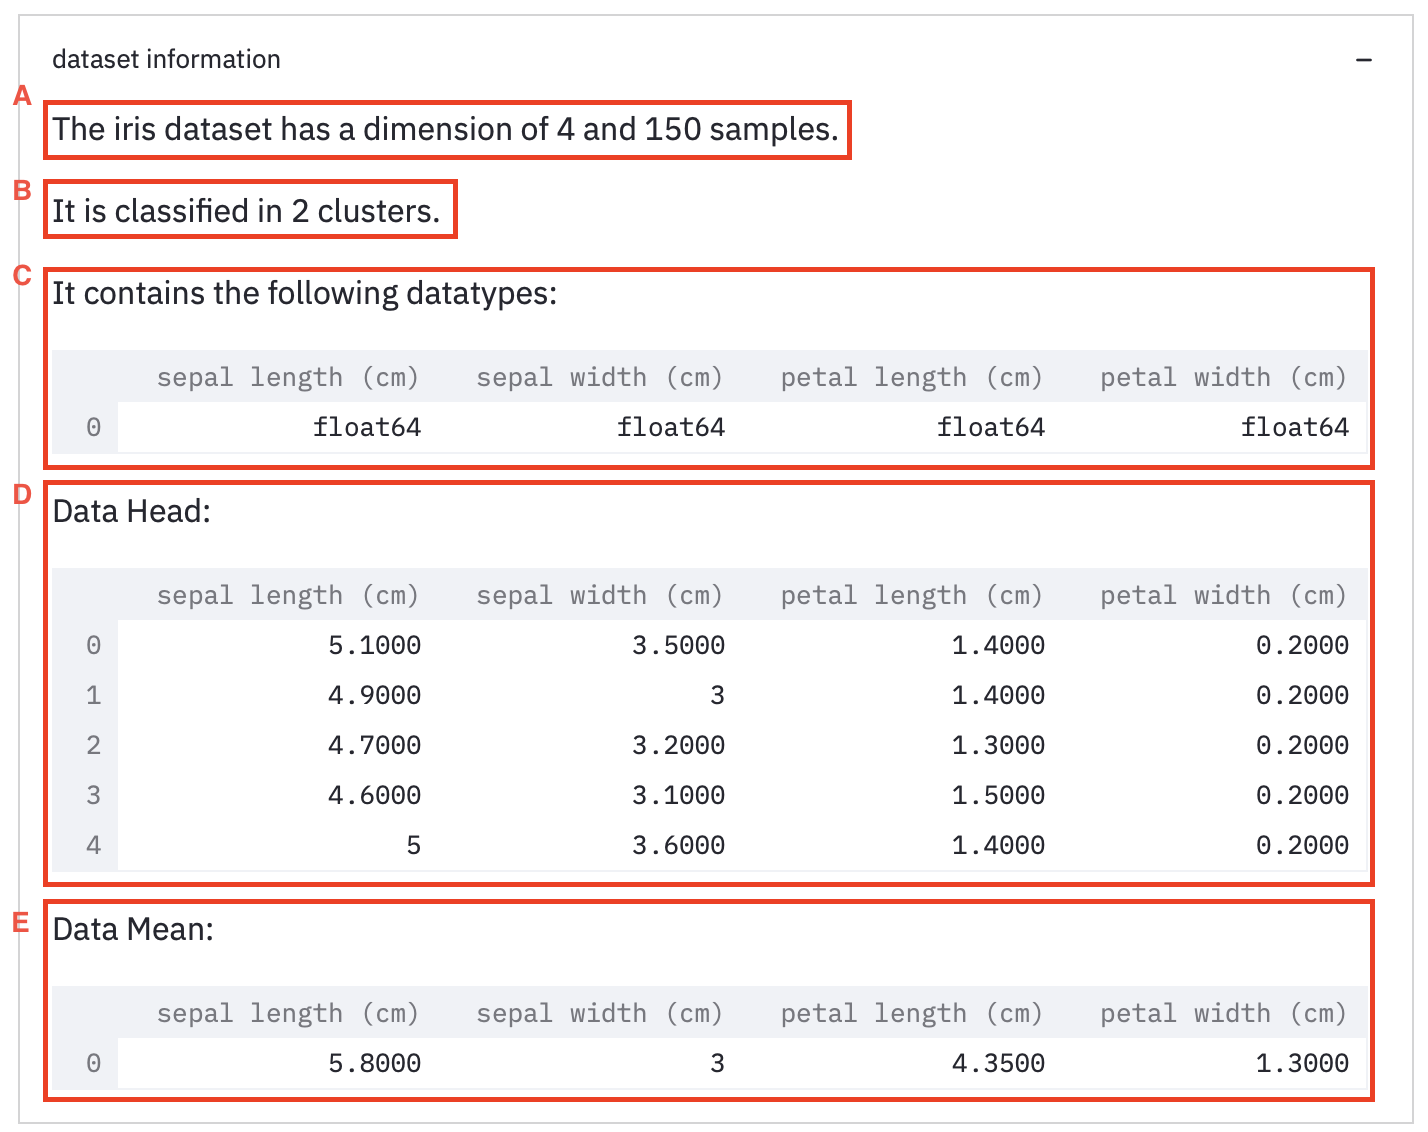 dataset information
A
The iris dataset has a dimension of 4 and 150 samples.
B
It is classified in 2 clusters.
C
It contains the following datatypes:
sepal length (cm) sepal width (cm) petal length (cm) petal width (cm)
0 float64 float64 float64 float64
D
Data Head:
sepal length (cm) sepal width (cm) petal length (cm) petal width (cm)
0 5.1000 3.5000 1.4000 0.2000
1 4.9000 3 1.4000 0.2000
2 4.7000 3.2000 1.3000 0.2000
3 4.6000 3.1000 1.5000 0.2000
4 5 3.6000 1.4000 0.2000
E
Data Mean:
sepal length (cm) sepal width (cm) petal length (cm) petal width (cm)
0 5.8000 3 4.3500 1.3000